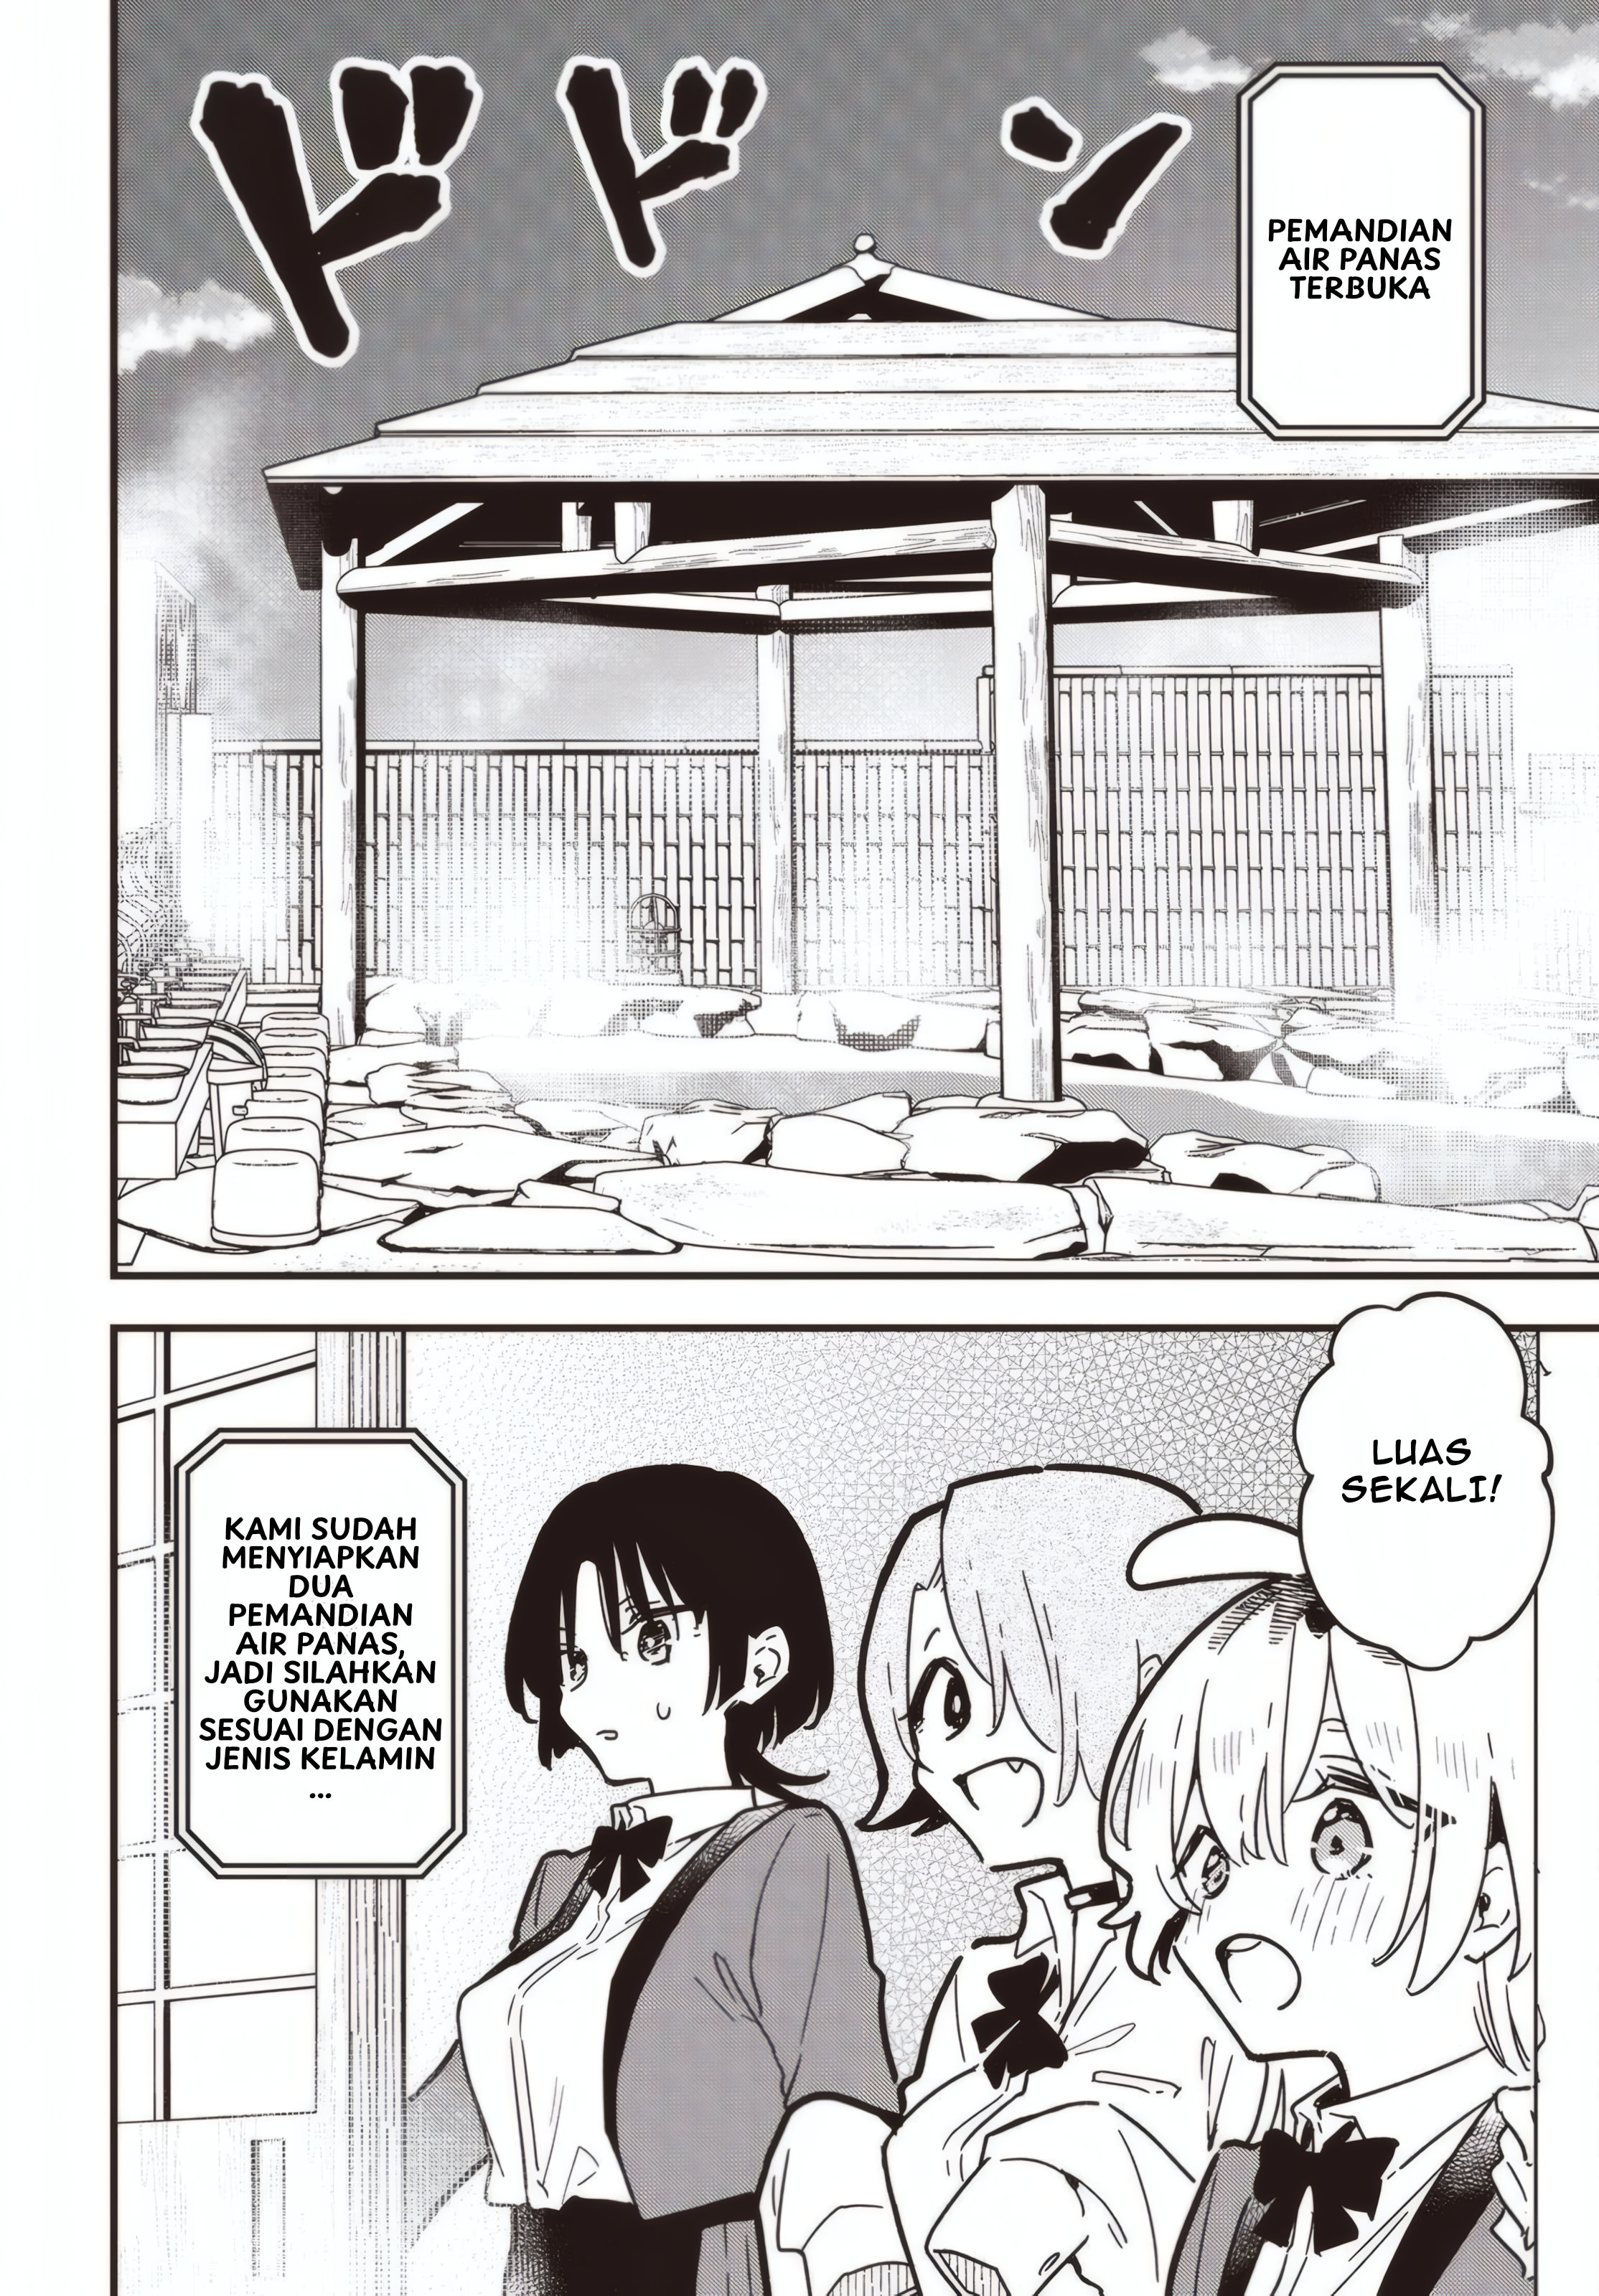 ドドン
PEMANDIAN
AIR PANAS
TERBUKA
LUAS
SEKALI!
KAMI SUDAH
MENYIAPKAN
DUA
PEMANDIAN
AIR PANAS,
JADI SILAHKAN
GUNAKAN
SESUAI DENGAN
JENIS KELAMIN
...